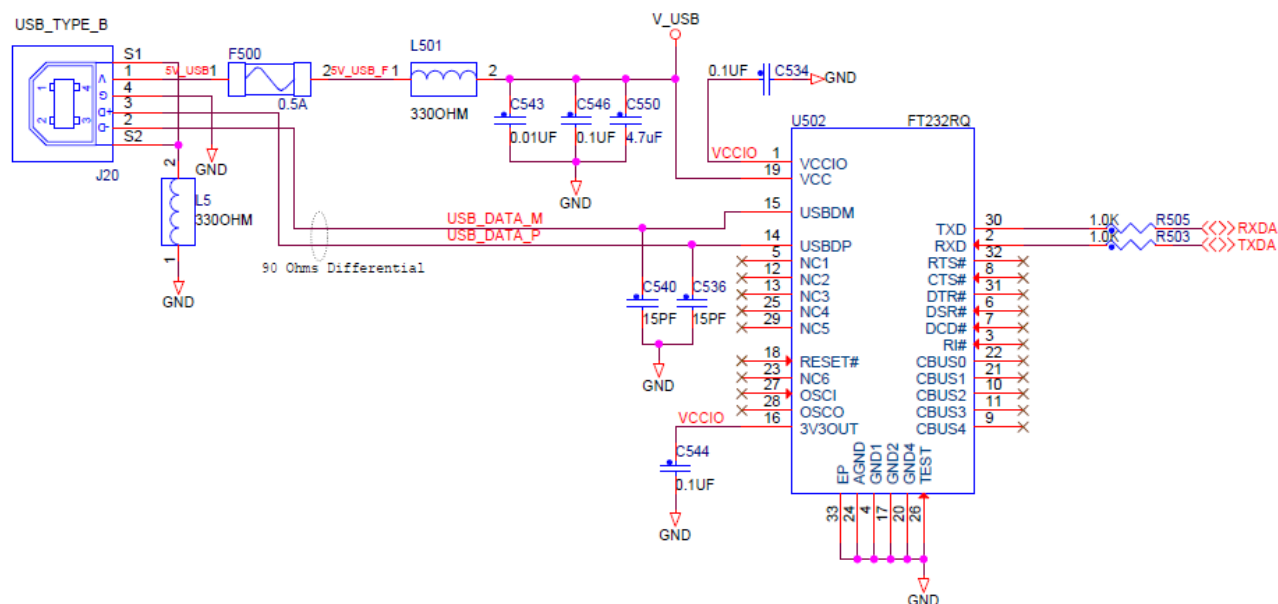 USB_TYPE_B
V_USB
S1
1
4
3
2
S2
V
G
D+
D-
1
2
4
3
J20
5V_USB
1
F500
0.5A
2
5V_USB_F
1
L501
330OHM
2
C543
0.01UF
C546
0.1UF
C550
4.7uF
GND
GND
2
L5
330OHM
1
GND
90 Ohms Differential
USB_DATA_M
USB_DATA_P
C540
15PF
C536
15PF
GND
0.1UF
C534
GND
U502
FT232RQ
VCCIO
1
VCCIO
19
VCC
15
USBDM
14
USBDP
5
NC1
12
NC2
13
NC3
25
NC4
29
NC5
18
RESET#
23
NC6
27
OSCI
28
OSCO
VCCIO
16
3V3OUT
C544
0.1UF
GND
TXD
30
1.0K
R505
RXDA
RXD
2
1.0K
R503
TXDA
RTS#
32
CTS#
8
DTR#
31
DSR#
6
DCD#
7
RI#
3
CBUS0
22
CBUS1
21
CBUS2
10
CBUS3
11
CBUS4
9
EP
AGND
GND1
GND2
GND4
TEST
33
24
4
17
20
26
GND